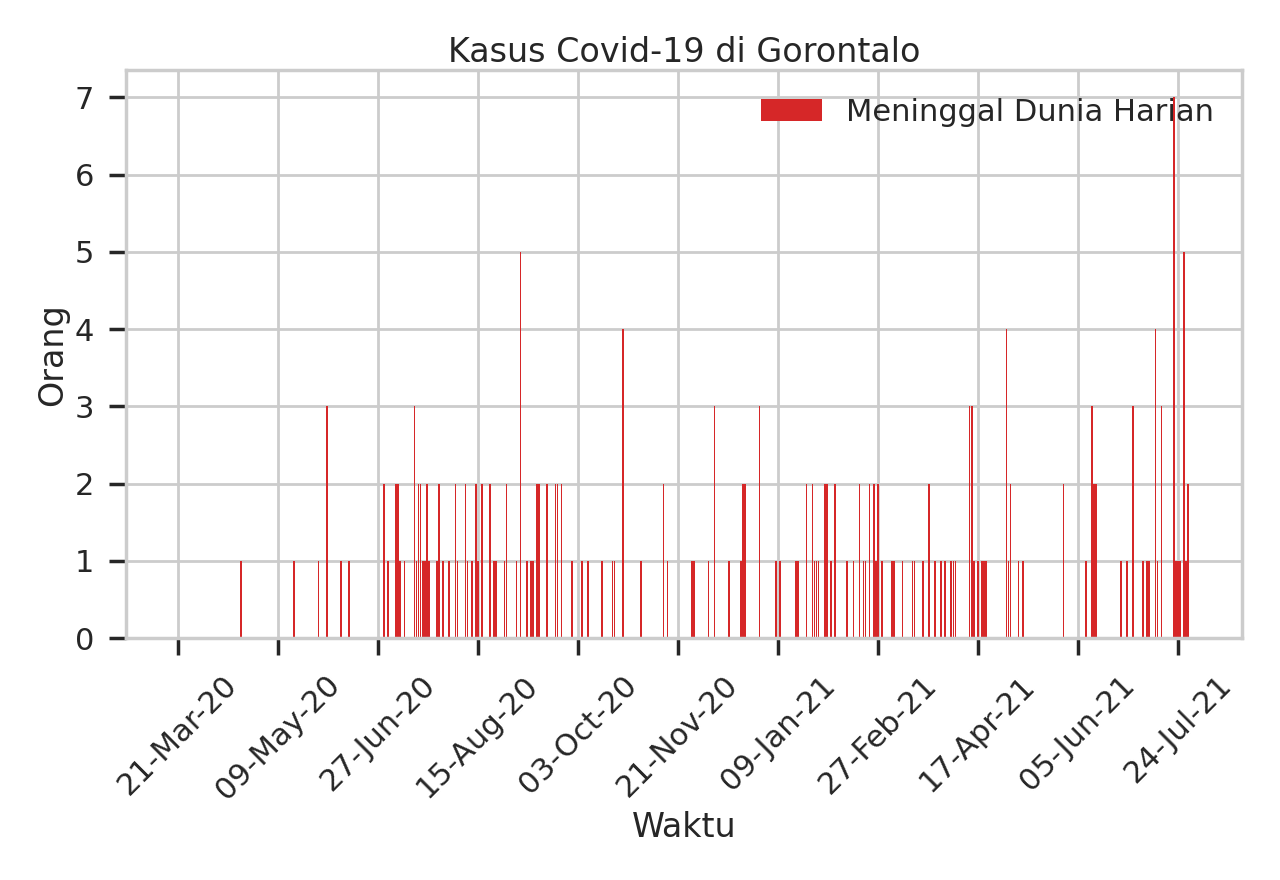 Kasus Covid-19 di Gorontalo
Meninggal Dunia Harian
7
6
5
4
3
2
1
0
Orang
21-Mar-20
09-May-20
27-Jun-20
15-Aug-20
03-Oct-20
21-Nov-20
09-Jan-21
27-Feb-21
17-Apr-21
05-Jun-21
24-Jul-21
Waktu